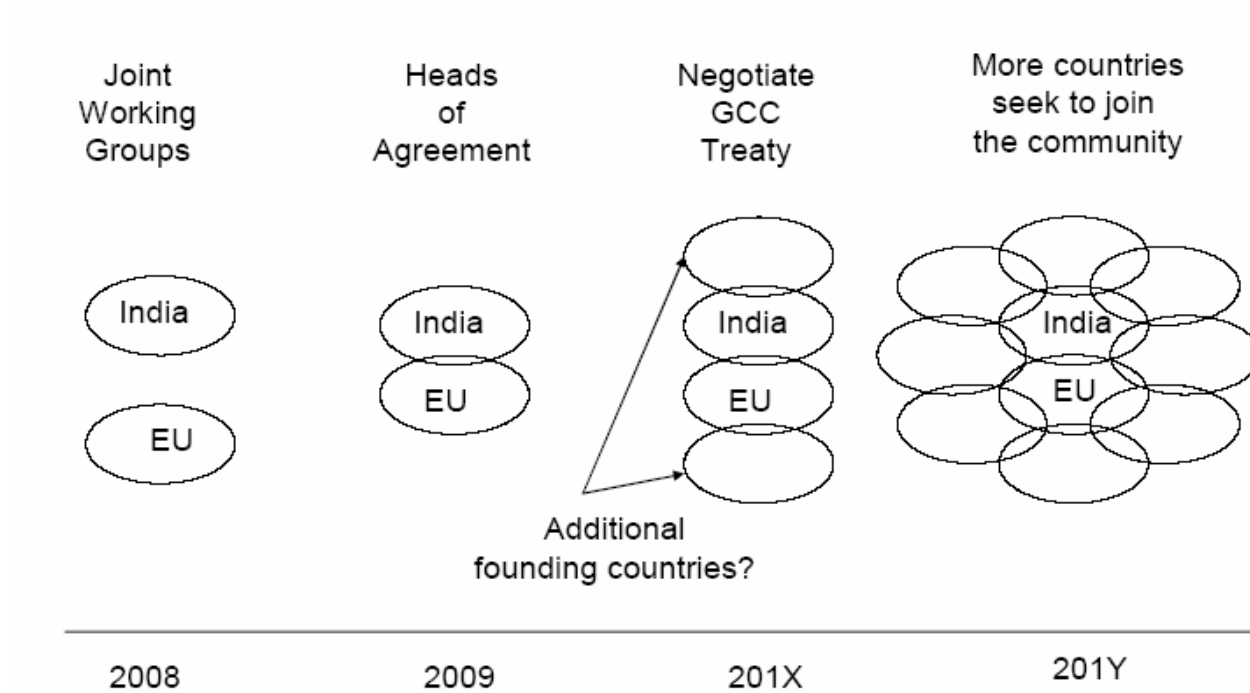 Joint
Working
Groups
Heads
of
Agreement
Negotiate
GCC
Treaty
More countries
seek to join
the community
India
EU
India
EU
India
EU
India
EU
Additional
founding countries?
2008
2009
201X
201Y